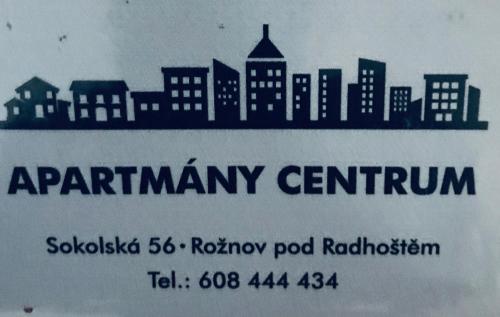 APARTMÁNY CENTRUM
Sokolská 56 · Rožnov pod Radhoštěm
Tel.: 608 444 434